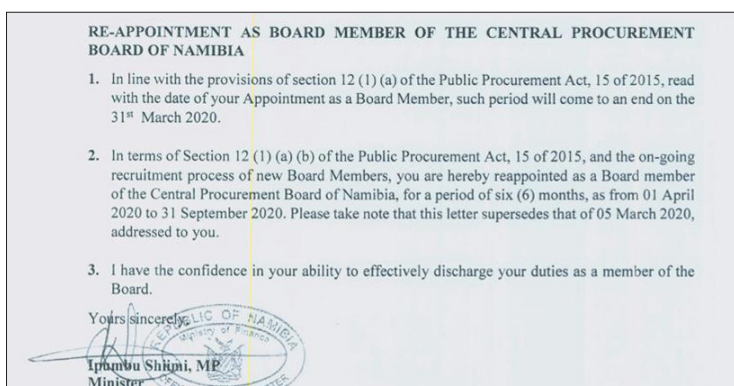 RE-APPOINTMENT AS BOARD MEMBER OF THE CENTRAL PROCUREMENT
BOARD OF NAMIBIA
1. In line with the provisions of section 12 (1) (a) of the Public Procurement Act, 15 of 2015, read
with the date of your Appointment as a Board Member, such period will come to an end on the
31st March 2020.
2. In terms of Section 12 (1) (a) (b) of the Public Procurement Act, 15 of 2015, and the on-going
recruitment process of new Board Members, you are hereby reappointed as a Board member
of the Central Procurement Board of Namibia, for a period of six (6) months, as from 01 April
2020 to 31 September 2020. Please take note that this letter supersedes that of 05 March 2020,
addressed to you.
3. I have the confidence in your ability to effectively discharge your duties as a member of the
Board.
Yours sincerely,
REPUBLIC OF NAMIBIA
Ministry of Finance
Ipumbu Shiimi, MP
Minister